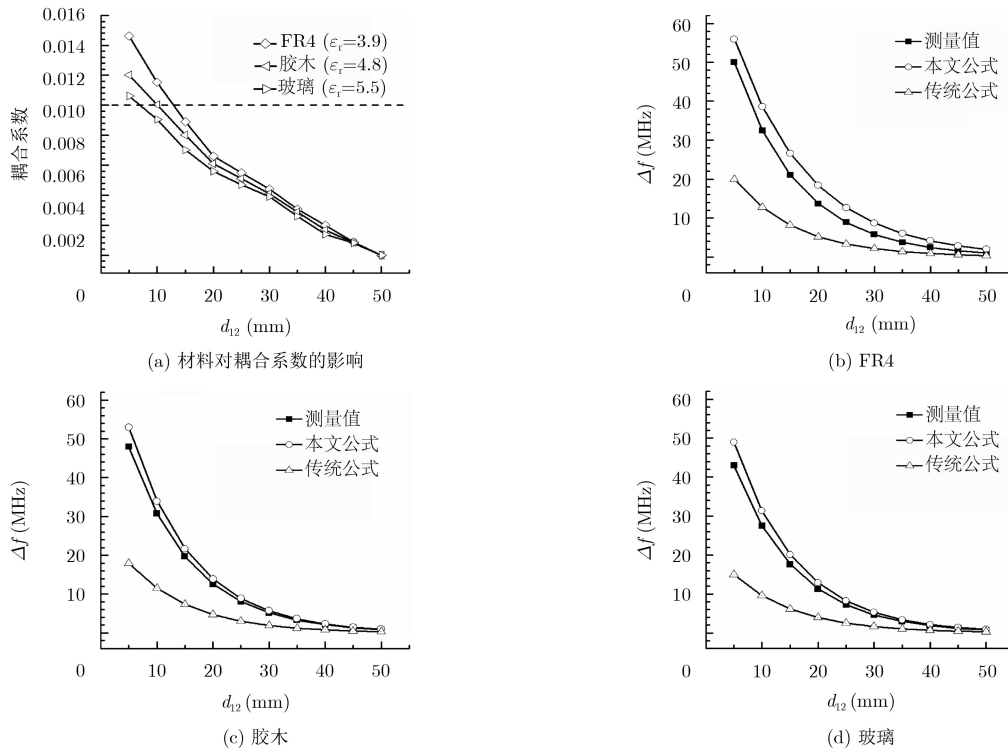 0.016
0.014
0.012
0.010
0.008
0.006
0.004
0.002
0
耦合系数
FR4 (εr=3.9)
胶木 (εr=4.8)
玻璃 (εr=5.5)
10 20 30 40 50
d12 (mm)
(a) 材料对耦合系数的影响
60
50
40
30
20
10
0
Δf (MHz)
测量值
本文公式
传统公式
10 20 30 40 50
d12 (mm)
(b) FR4
60
50
40
30
20
10
0
Δf (MHz)
测量值
本文公式
传统公式
10 20 30 40 50
d12 (mm)
(c) 胶木
60
50
40
30
20
10
0
Δf (MHz)
测量值
本文公式
传统公式
10 20 30 40 50
d12 (mm)
(d) 玻璃